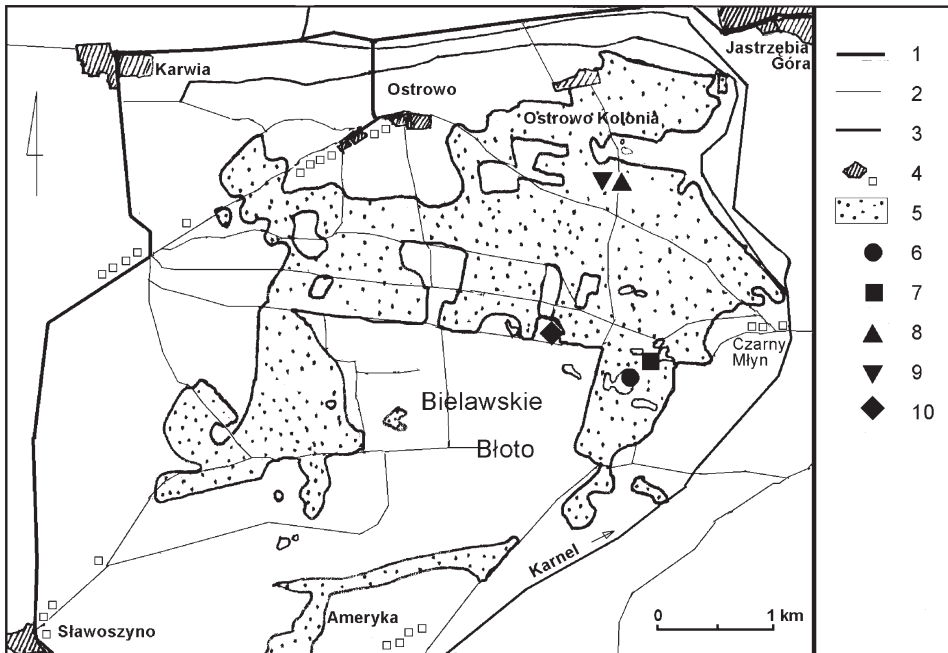 Jastrzębia
Góra
Karwia
Ostrowo
Ostrowo Kolonia
Czarny
Młyn
Bielawskie
Błoto
Karnel
Ameryka
Sławoszyno
0 1 km
1
2
3
4
5
6
7
8
9
10